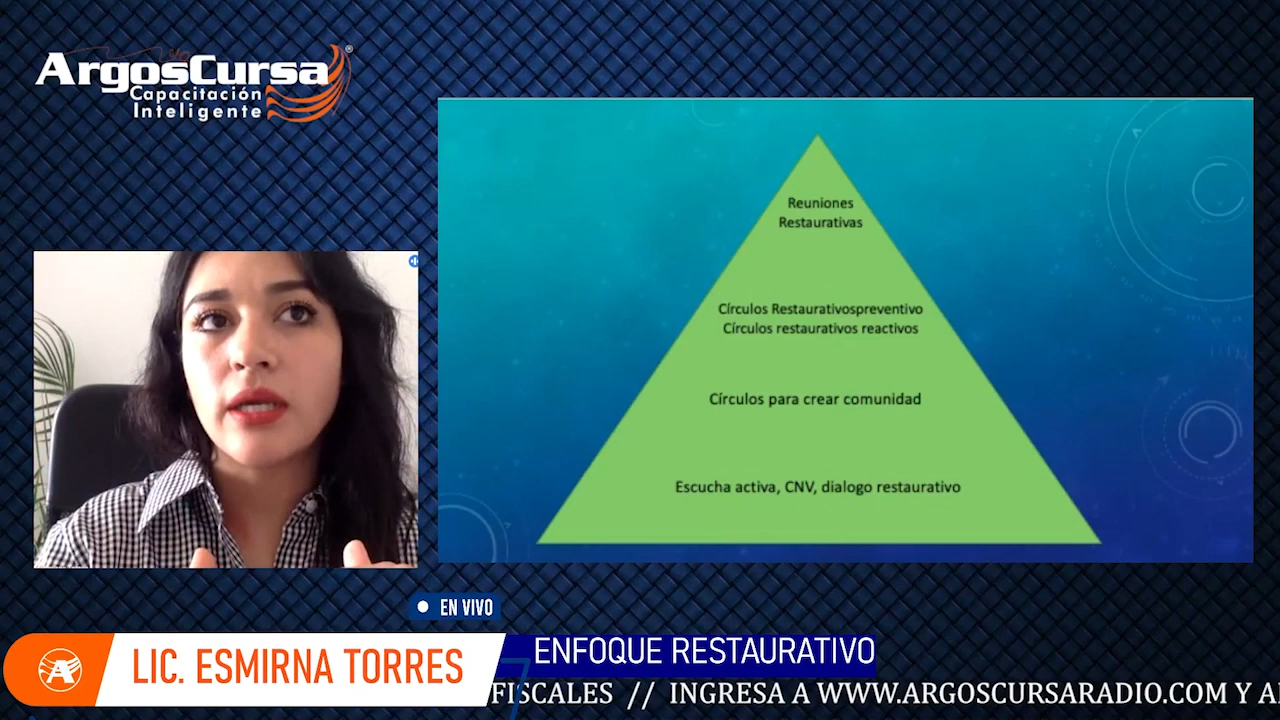 ArgosCursa®
Capacitación
Inteligente
Reuniones
Restaurativas
Círculos Restaurativospreventivo
Círculos restaurativos reactivos
Círculos para crear comunidad
Escucha activa, CNV, dialogo restaurativo
EN VIVO
LIC. ESMIRNA TORRES
ENFOQUE RESTAURATIVO
FISCALES // INGRESA A WWW.ARGOSCURSARADIO.COM Y